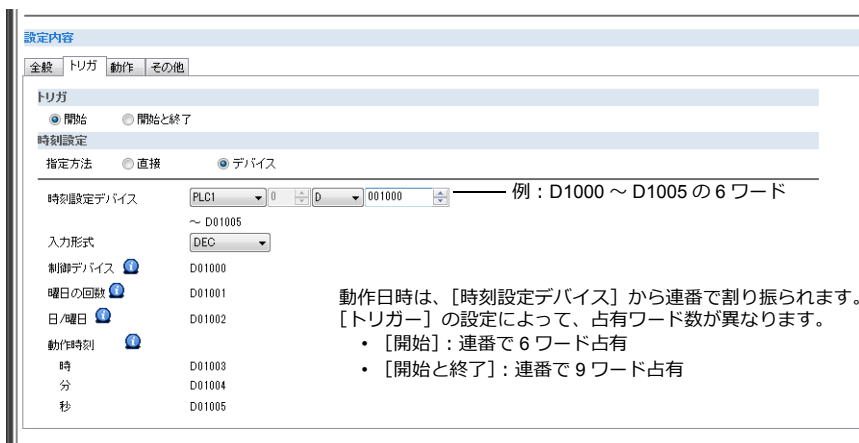 設定内容
全般 トリガ 動作 その他
トリガ
開始 開始と終了
時刻設定
指定方法 直接 デバイス
時刻設定デバイス PLC1 0 D 001000 例：D1000 ～ D1005 の 6 ワード
～ D01005
入力形式 DEC
制御デバイス D01000
曜日の回数 D01001
日/曜日 D01002
動作時刻
時 D01003
分 D01004
秒 D01005
動作日時は、［時刻設定デバイス］から連番で割り振られます。
［トリガー］の設定によって、占有ワード数が異なります。
• ［開始］：連番で 6 ワード占有
• ［開始と終了］：連番で 9 ワード占有